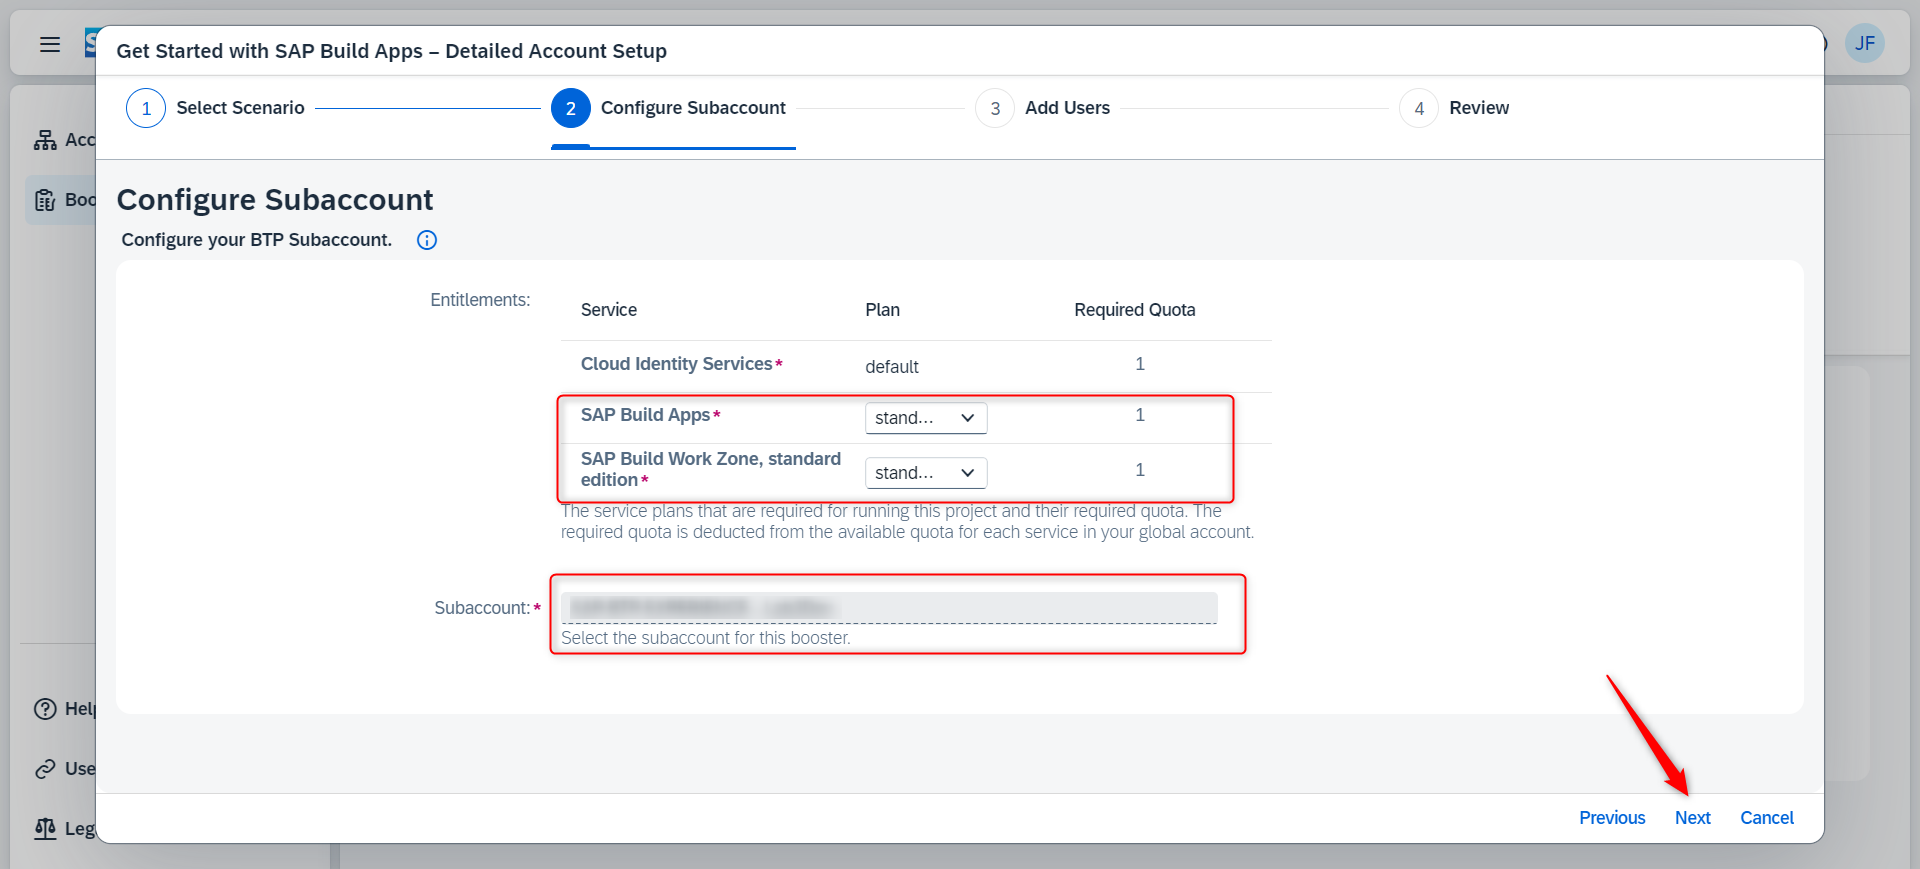 JF
Get Started with SAP Build Apps – Detailed Account Setup
1 Select Scenario
2 Configure Subaccount
3 Add Users
4 Review
Configure Subaccount
Configure your BTP Subaccount.
Entitlements:
Service Plan Required Quota
Cloud Identity Services* default 1
SAP Build Apps* stand... 1
SAP Build Work Zone, standard
edition* stand... 1
The service plans that are required for running this project and their required quota. The
required quota is deducted from the available quota for each service in your global account.
Subaccount:*
Select the subaccount for this booster.
Acc
Boo
Help
Use
Leg
Previous Next Cancel